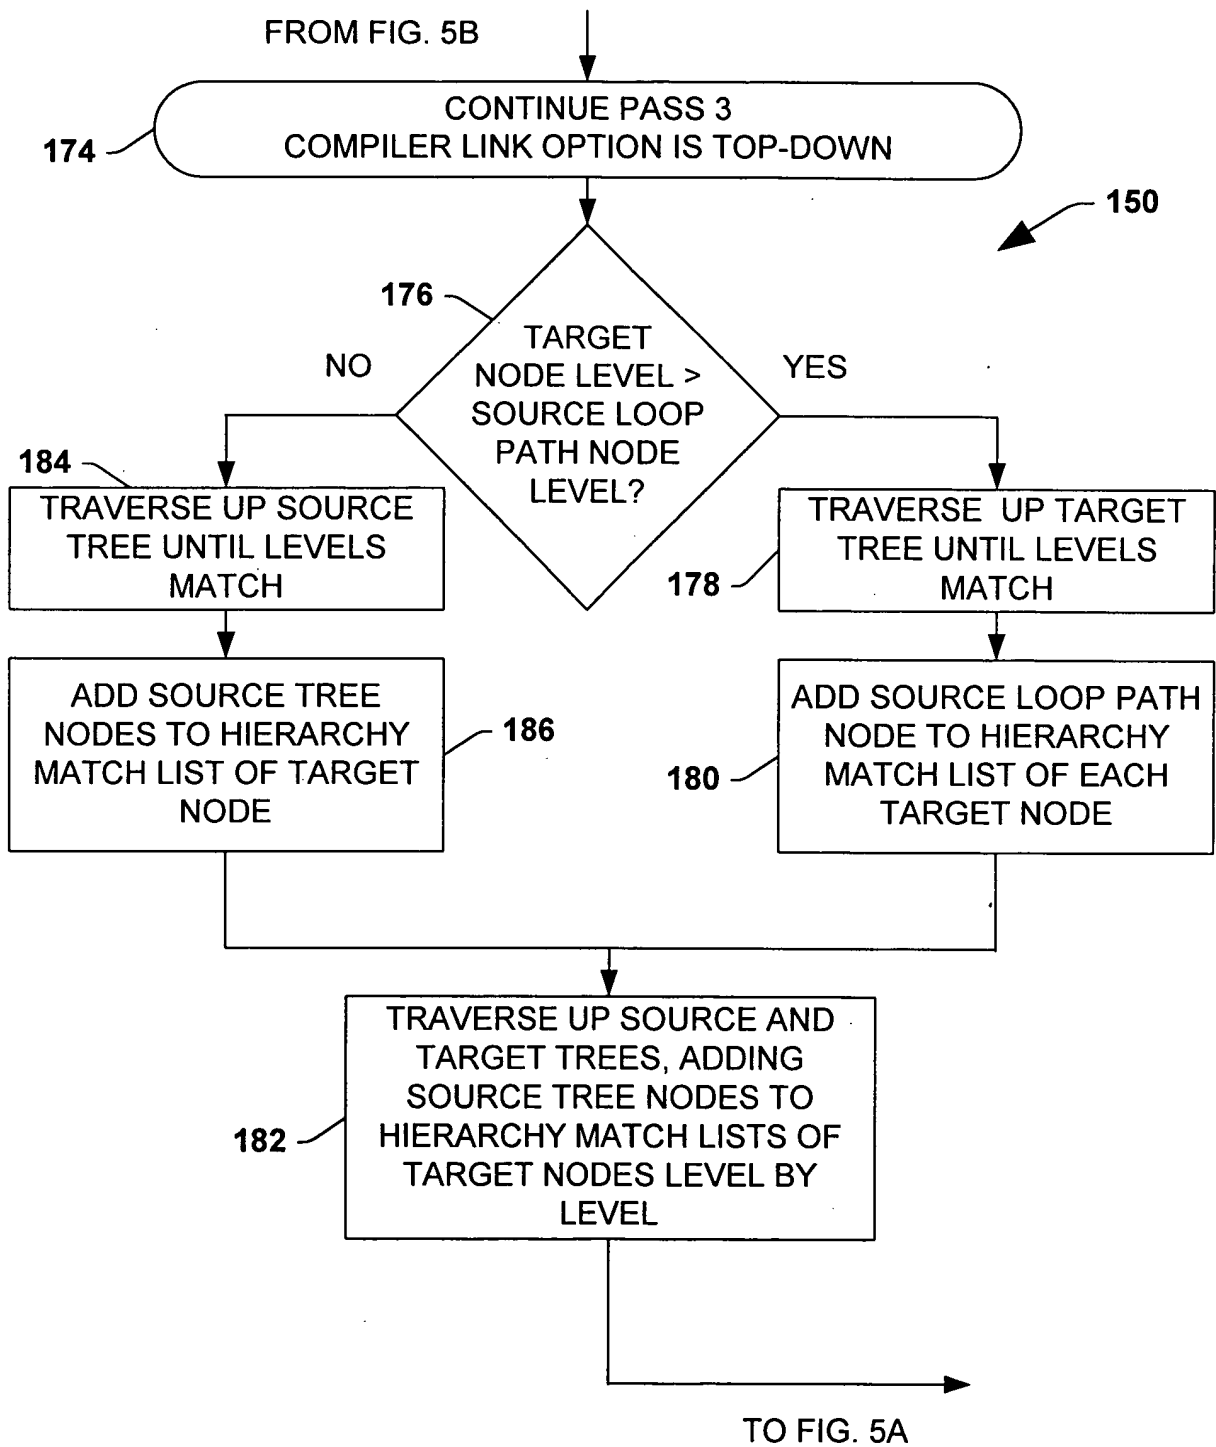 FROM FIG. 5B
CONTINUE PASS 3
COMPILER LINK OPTION IS TOP-DOWN
174
150
176
TARGET
NODE LEVEL >
SOURCE LOOP
PATH NODE
LEVEL?
NO
YES
184
TRAVERSE UP SOURCE
TREE UNTIL LEVELS
MATCH
TRAVERSE UP TARGET
TREE UNTIL LEVELS
MATCH
178
ADD SOURCE TREE
NODES TO HIERARCHY
MATCH LIST OF TARGET
NODE
186
ADD SOURCE LOOP PATH
NODE TO HIERARCHY
MATCH LIST OF EACH
TARGET NODE
180
TRAVERSE UP SOURCE AND
TARGET TREES, ADDING
SOURCE TREE NODES TO
HIERARCHY MATCH LISTS OF
TARGET NODES LEVEL BY
LEVEL
182
TO FIG. 5A